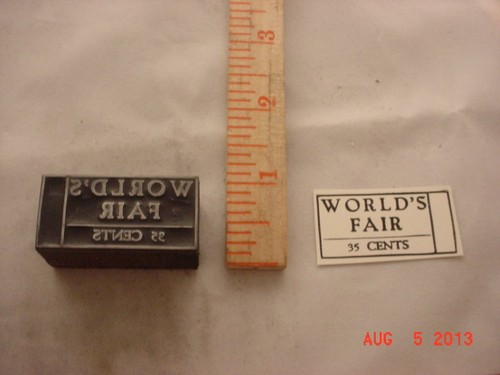 WORLD'S
FAIR
35 CENTS
3
2
1
WORLD'S
FAIR
35 CENTS
AUG 5 2013